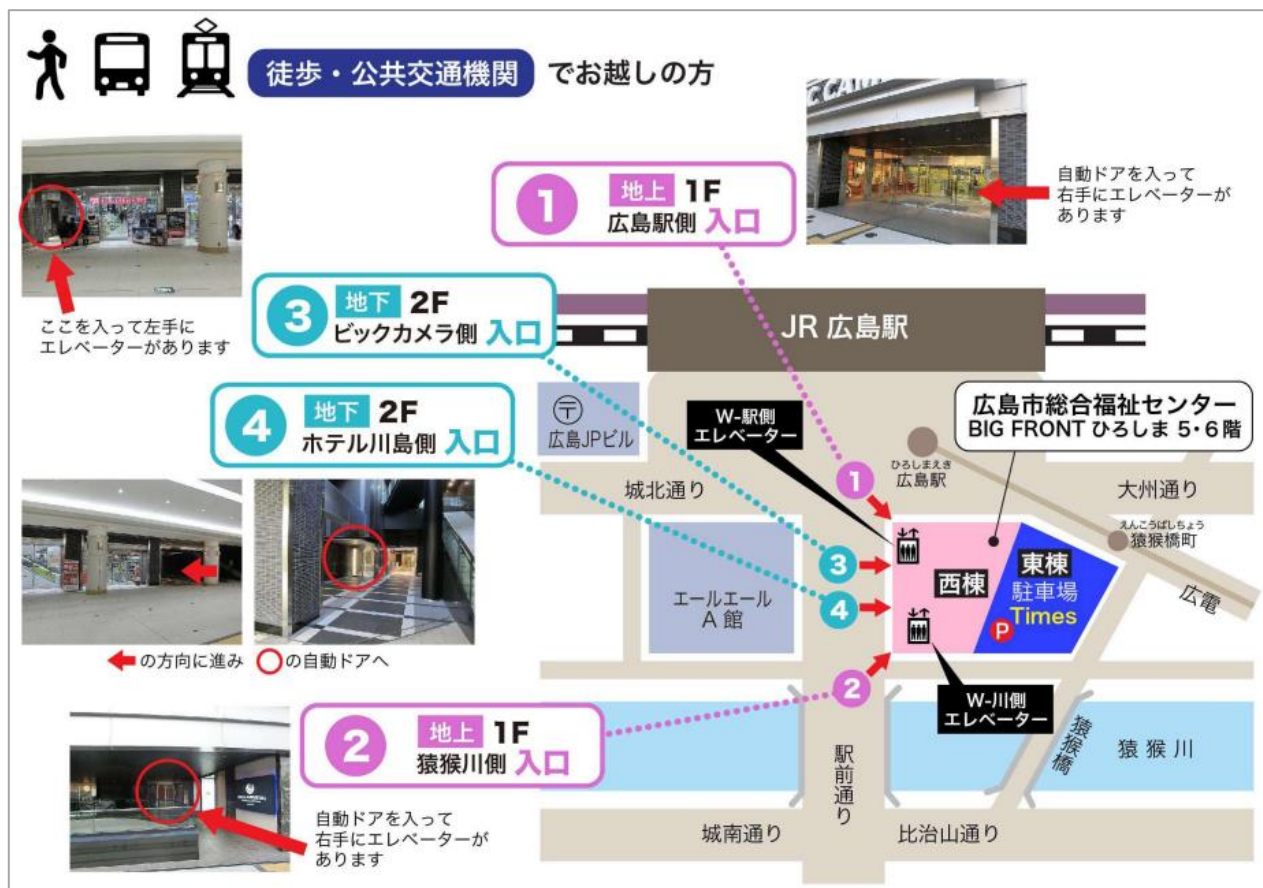 徒歩・公共交通機関 でお越しの方
1
地上 1F
広島駅側 入口
自動ドアを入って
右手にエレベーターが
あります
3
地下 2F
ビックカメラ側 入口
ここを入って左手に
エレベーターがあります
4
地下 2F
ホテル川島側 入口
の方向に進み
の自動ドアへ
2
地上 1F
猿猴川側 入口
自動ドアを入って
右手にエレベーターが
あります
JR 広島駅
〒
広島JPビル
W-駅側
エレベーター
広島市総合福祉センター
BIG FRONT ひろしま 5・6階
ひろしまえき
広島駅
城北通り
大州通り
えんこうばしちょう
猿猴橋町
1
3
4
2
エールエール
A 館
西棟
東棟
駐車場
Times
P
広電
W-川側
エレベーター
駅前通り
猿猴橋
猿猴川
城南通り
比治山通り